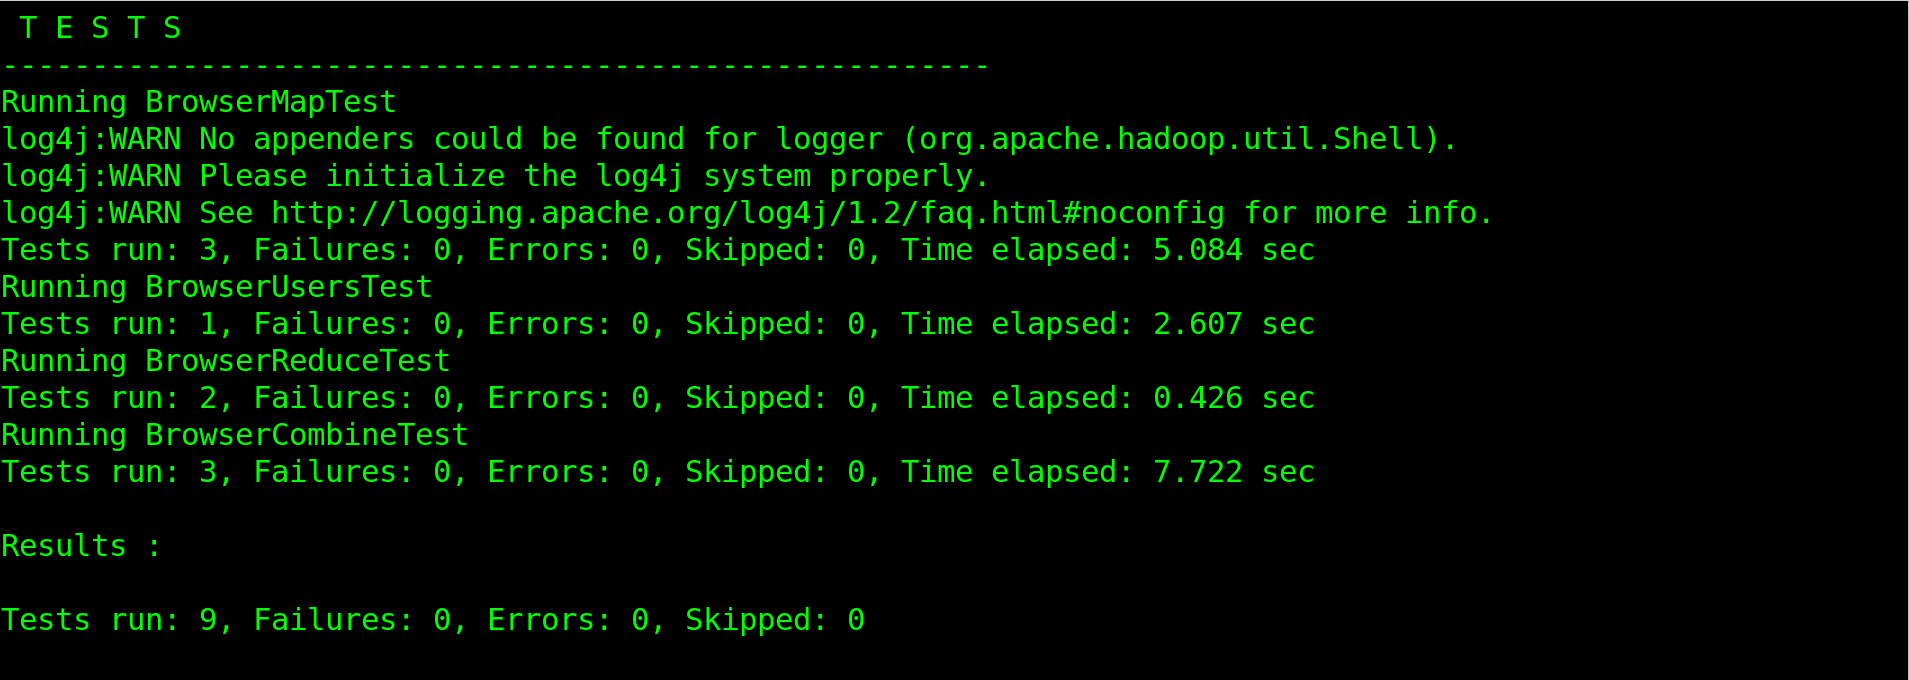 T E S T S
-------------------------------------------------------
Running BrowserMapTest
log4j:WARN No appenders could be found for logger (org.apache.hadoop.util.Shell).
log4j:WARN Please initialize the log4j system properly.
log4j:WARN See http://logging.apache.org/log4j/1.2/faq.html#noconfig for more info.
Tests run: 3, Failures: 0, Errors: 0, Skipped: 0, Time elapsed: 5.084 sec
Running BrowserUsersTest
Tests run: 1, Failures: 0, Errors: 0, Skipped: 0, Time elapsed: 2.607 sec
Running BrowserReduceTest
Tests run: 2, Failures: 0, Errors: 0, Skipped: 0, Time elapsed: 0.426 sec
Running BrowserCombineTest
Tests run: 3, Failures: 0, Errors: 0, Skipped: 0, Time elapsed: 7.722 sec
Results :
Tests run: 9, Failures: 0, Errors: 0, Skipped: 0